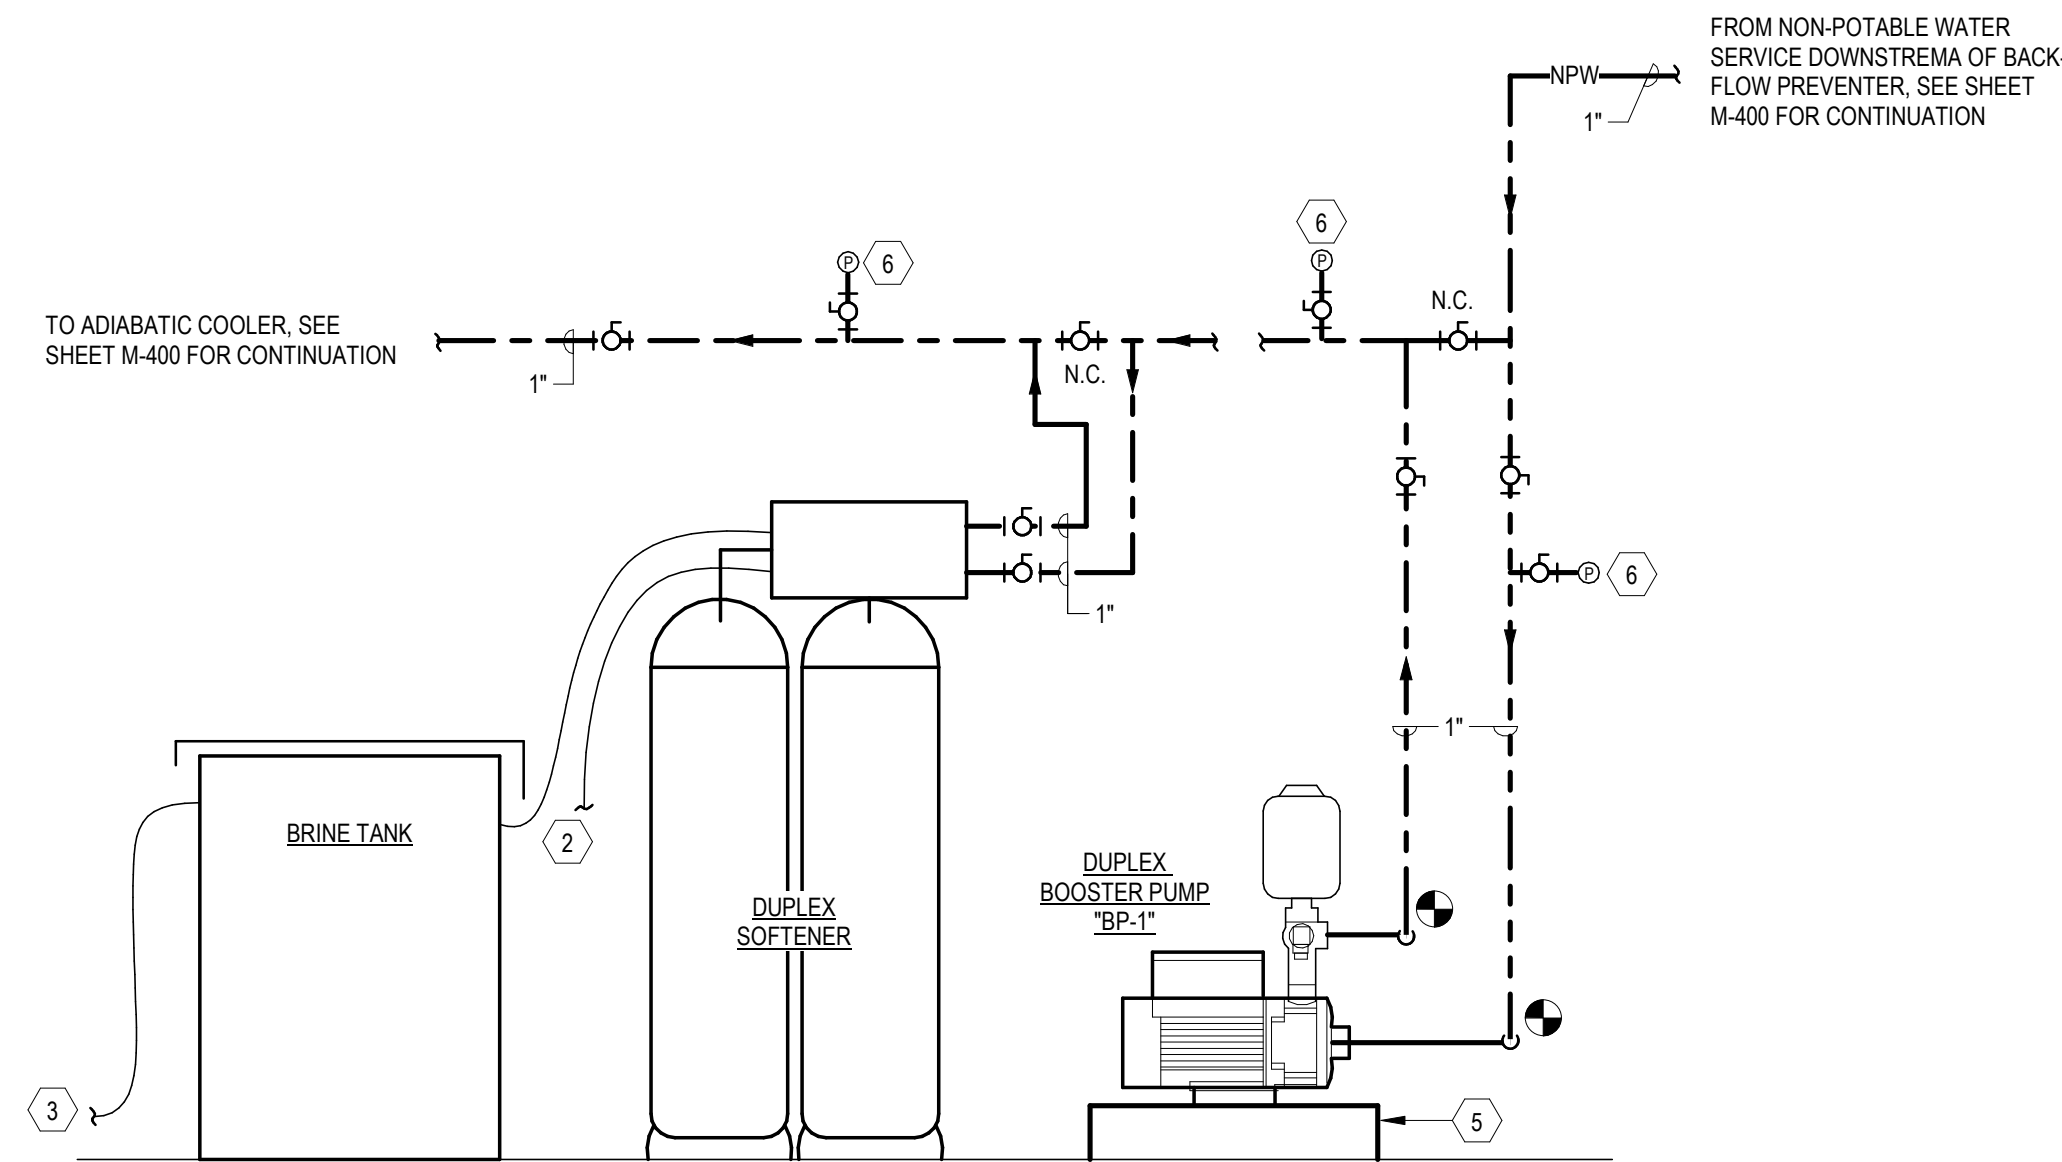 FROM NON-POTABLE WATER
SERVICE DOWNSTREMA OF BACK-
FLOW PREVENTER, SEE SHEET
M-400 FOR CONTINUATION
NPW
1"
6
6
P
P
N.C.
TO ADIABATIC COOLER, SEE
SHEET M-400 FOR CONTINUATION
1"
N.C.
P
6
1"
1"
BRINE TANK
2
DUPLEX
SOFTENER
DUPLEX
BOOSTER PUMP
"BP-1"
3
5